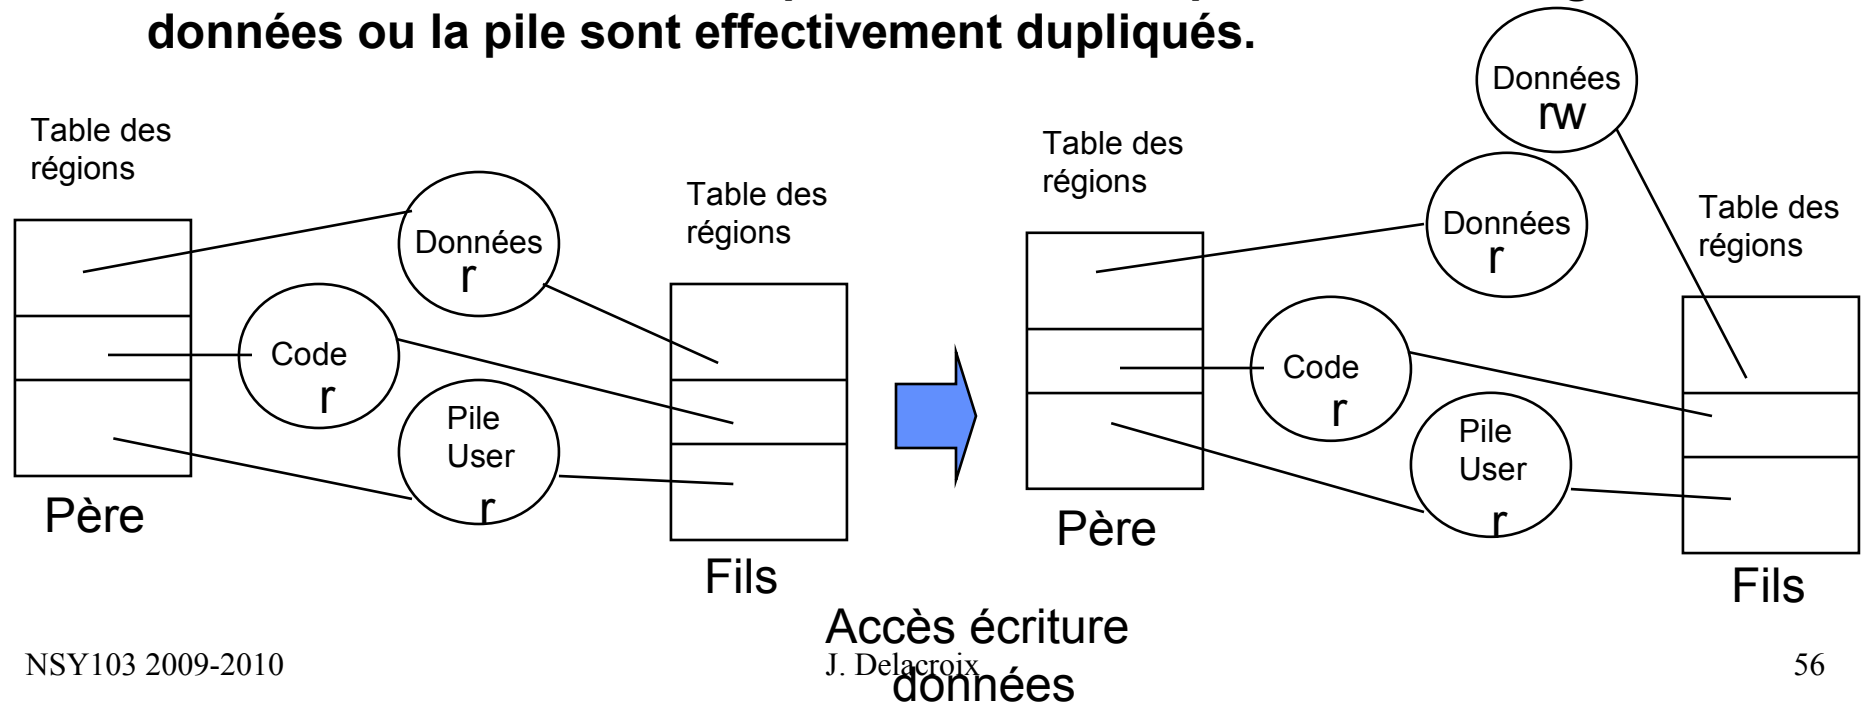 données ou la pile sont effectivement dupliqués.
Table des
régions
Données
r
Code
r
Pile
User
r
Père
Table des
régions
Fils
Accès écriture
données
Table des
régions
Données
rw
Données
r
Code
r
Pile
User
r
Père
Table des
régions
Fils
NSY103 2009-2010
J. Delacroix
56